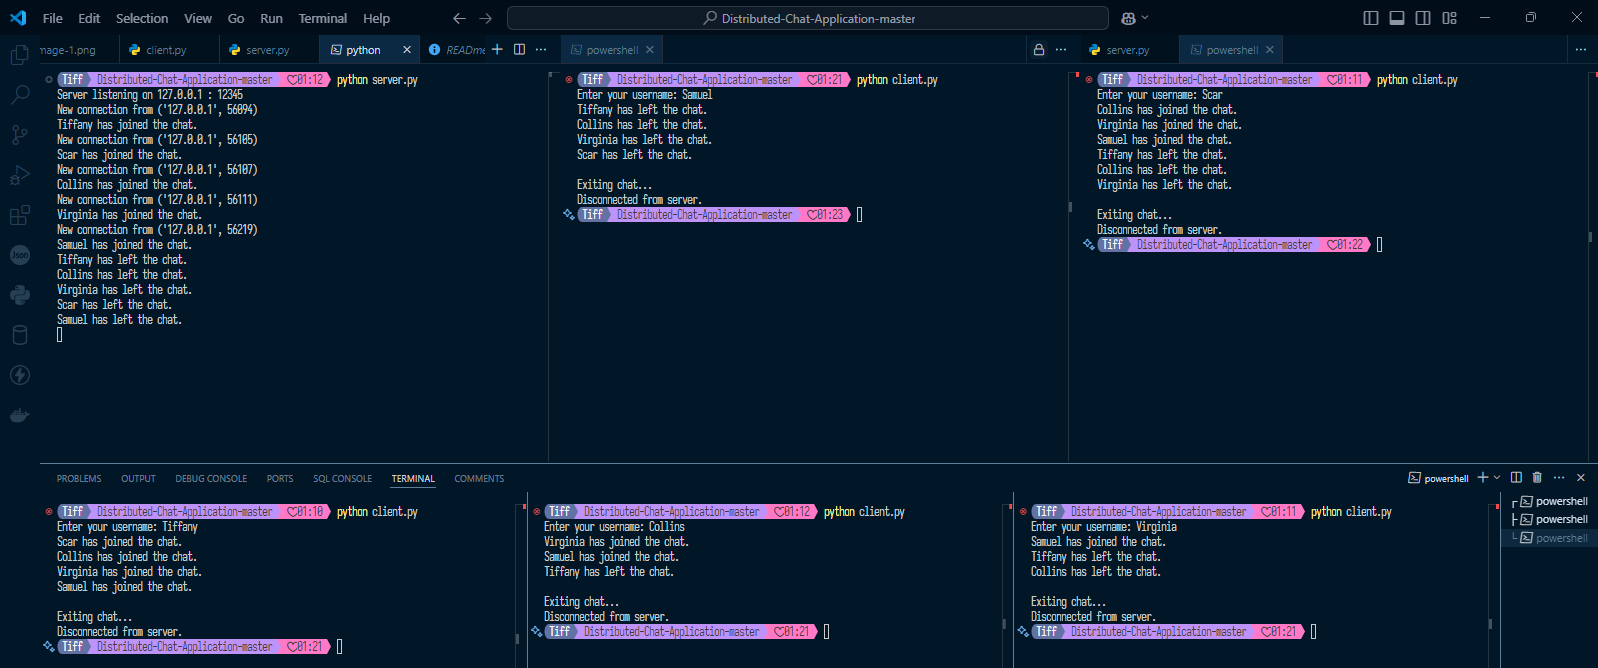 File Edit Selection View Go Run Terminal Help
Distributed-Chat-Application-master
mage-1.png client.py server.py python READme powershell server.py powershell
Tiff Distributed-Chat-Application-master 01:12 python server.py
Server listening on 127.0.0.1 : 12345
New connection from ('127.0.0.1', 56094)
Tiffany has joined the chat.
New connection from ('127.0.0.1', 56105)
Scar has joined the chat.
New connection from ('127.0.0.1', 56107)
Collins has joined the chat.
New connection from ('127.0.0.1', 56111)
Virginia has joined the chat.
New connection from ('127.0.0.1', 56219)
Samuel has joined the chat.
Tiffany has left the chat.
Collins has left the chat.
Virginia has left the chat.
Scar has left the chat.
Samuel has left the chat.
Tiff Distributed-Chat-Application-master 01:21 python client.py
Enter your username: Samuel
Tiffany has left the chat.
Collins has left the chat.
Virginia has left the chat.
Scar has left the chat.
Exiting chat...
Disconnected from server.
Tiff Distributed-Chat-Application-master 01:23
Tiff Distributed-Chat-Application-master 01:11 python client.py
Enter your username: Scar
Collins has joined the chat.
Virginia has joined the chat.
Samuel has joined the chat.
Tiffany has left the chat.
Collins has left the chat.
Virginia has left the chat.
Exiting chat...
Disconnected from server.
Tiff Distributed-Chat-Application-master 01:22
Json
PROBLEMS OUTPUT DEBUG CONSOLE PORTS SQL CONSOLE TERMINAL COMMENTS
powershell
Tiff Distributed-Chat-Application-master 01:10 python client.py
Enter your username: Tiffany
Scar has joined the chat.
Collins has joined the chat.
Virginia has joined the chat.
Samuel has joined the chat.
Exiting chat...
Disconnected from server.
Tiff Distributed-Chat-Application-master 01:21
Tiff Distributed-Chat-Application-master 01:12 python client.py
Enter your username: Collins
Virginia has joined the chat.
Samuel has joined the chat.
Tiffany has left the chat.
Exiting chat...
Disconnected from server.
Tiff Distributed-Chat-Application-master 01:21
Tiff Distributed-Chat-Application-master 01:11 python client.py
Enter your username: Virginia
Samuel has joined the chat.
Tiffany has left the chat.
Collins has left the chat.
Exiting chat...
Disconnected from server.
Tiff Distributed-Chat-Application-master 01:21
powershell
powershell
powershell